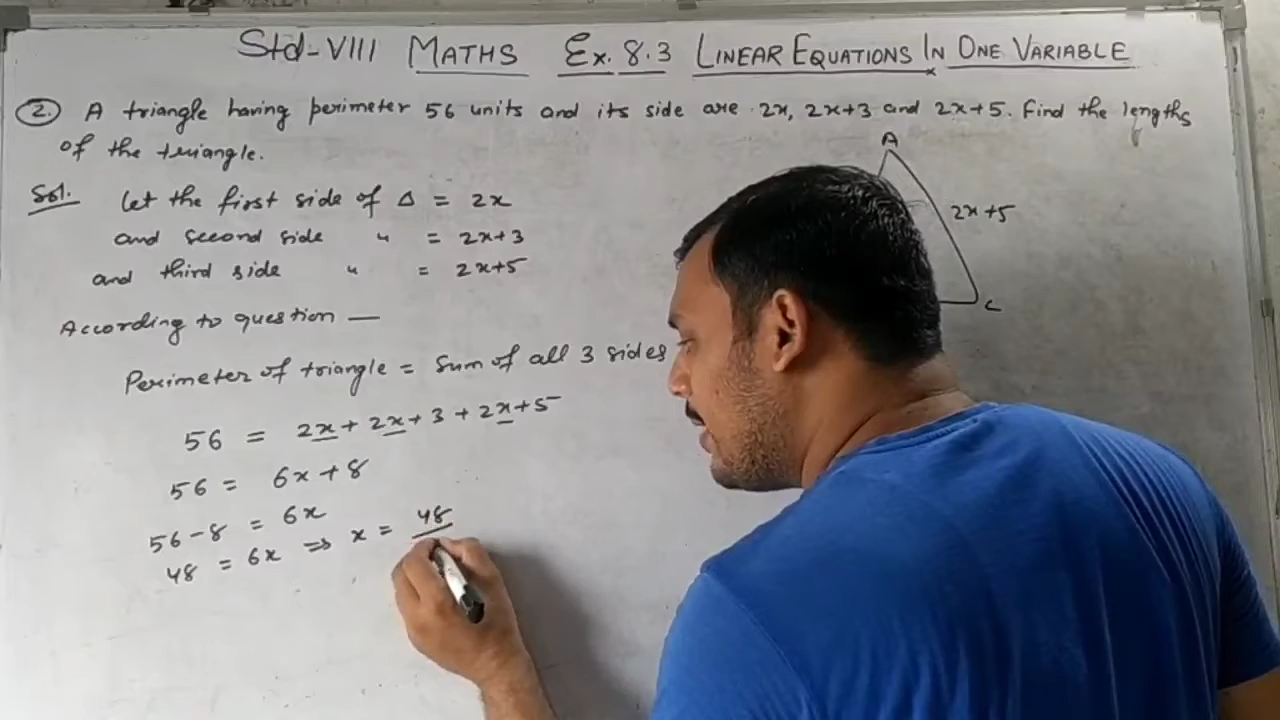 Std-VIII MATHS Ex. 8.3 LINEAR EQUATIONS IN ONE VARIABLE
2. A triangle having perimeter 56 units and its side are 2x, 2x+3 and 2x+5. Find the lengths
of the triangle.
Sol. Let the first side of Δ = 2x
and second side " = 2x+3
and third side " = 2x+5
According to question —
Perimeter of triangle = Sum of all 3 sides
56 = 2x + 2x + 3 + 2x + 5
56 = 6x + 8
56 - 8 = 6x
48 = 6x ⇒ x = 48
A
2x+5
C